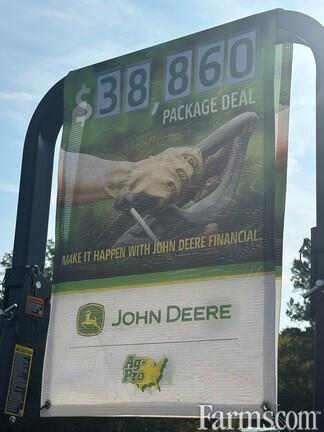 $38,860
PACKAGE DEAL
MAKE IT HAPPEN WITH JOHN DEERE FINANCIAL.
JOHN DEERE
Ag-
Pro
Farms.com®